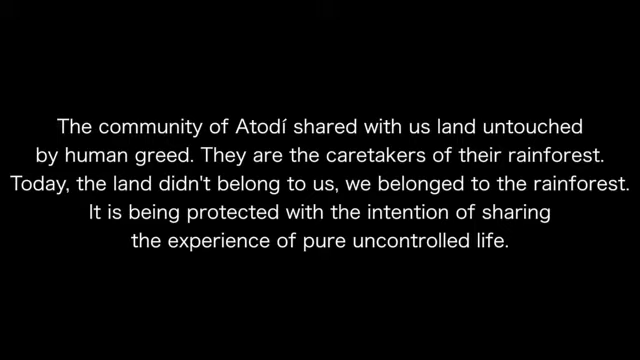 The community of Atodí shared with us land untouched
by human greed. They are the caretakers of their rainforest.
Today, the land didn't belong to us, we belonged to the rainforest.
It is being protected with the intention of sharing
the experience of pure uncontrolled life.